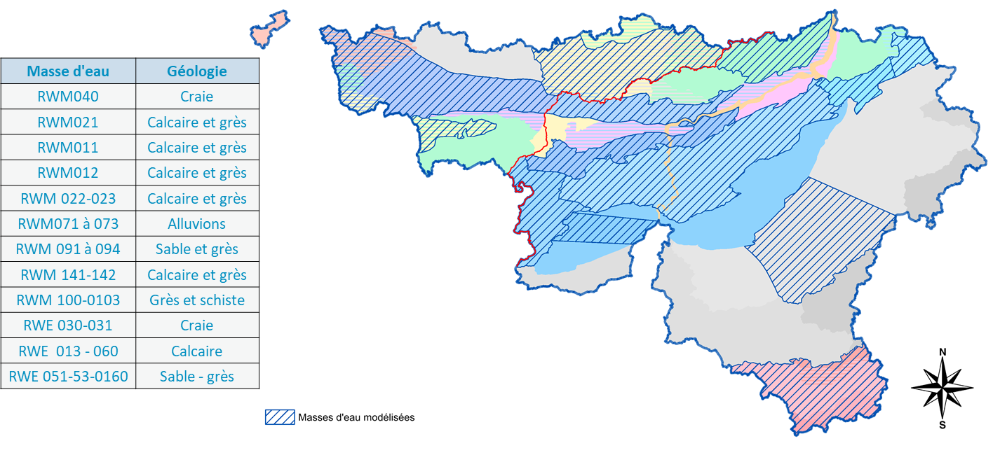 Masse d'eau Géologie
RWM040 Craie
RWM021 Calcaire et grès
RWM011 Calcaire et grès
RWM012 Calcaire et grès
RWM 022-023 Calcaire et grès
RWM071 à 073 Alluvions
RWM 091 à 094 Sable et grès
RWM 141-142 Calcaire et grès
RWM 100-0103 Grès et schiste
RWE 030-031 Craie
RWE 013 - 060 Calcaire
RWE 051-53-0160 Sable - grès
Masses d'eau modélisées
N
S